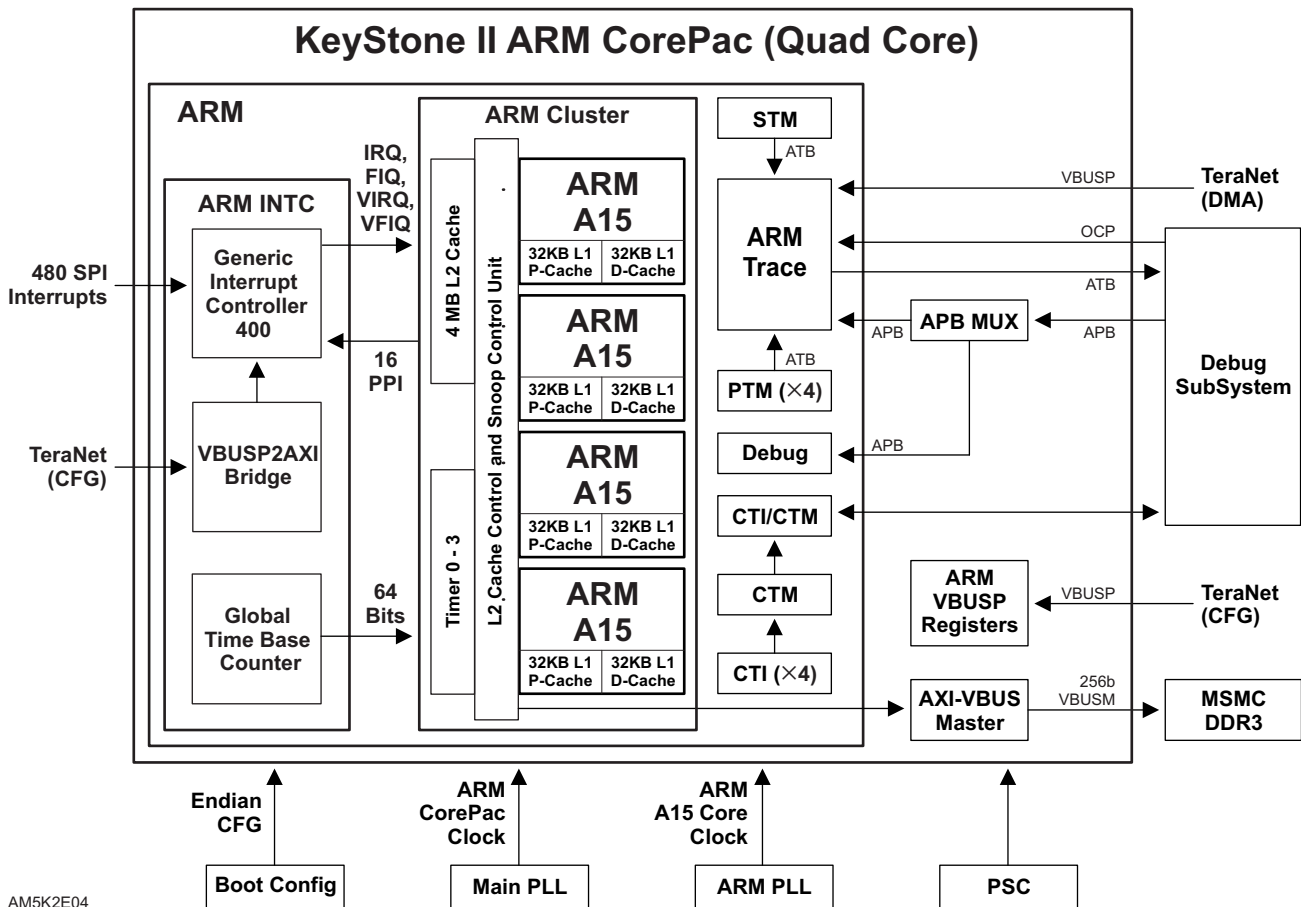 KeyStone II ARM CorePac (Quad Core)
ARM
ARM INTC
Generic
Interrupt
Controller
400
VBUSP2AXI
Bridge
Global
Time Base
Counter
480 SPI
Interrupts
TeraNet
(CFG)
IRQ,
FIQ,
VIRQ,
VFIQ
16
PPI
64
Bits
ARM Cluster
4 MB L2 Cache
Timer 0 - 3
L2 Cache Control and Snoop Control Unit
ARM
A15
32KB L1
P-Cache
32KB L1
D-Cache
ARM
A15
32KB L1
P-Cache
32KB L1
D-Cache
ARM
A15
32KB L1
P-Cache
32KB L1
D-Cache
ARM
A15
32KB L1
P-Cache
32KB L1
D-Cache
STM
ATB
ARM
Trace
ATB
PTM (×4)
Debug
CTI/CTM
CTM
CTI (×4)
VBUSP
TeraNet
(DMA)
OCP
ATB
APB
APB MUX
APB
APB
Debug
SubSystem
ARM
VBUSP
Registers
VBUSP
TeraNet
(CFG)
AXI-VBUS
Master
256b
VBUSM
MSMC
DDR3
Endian
CFG
ARM
CorePac
Clock
ARM
A15 Core
Clock
Boot Config
Main PLL
ARM PLL
PSC
AM5K2E04